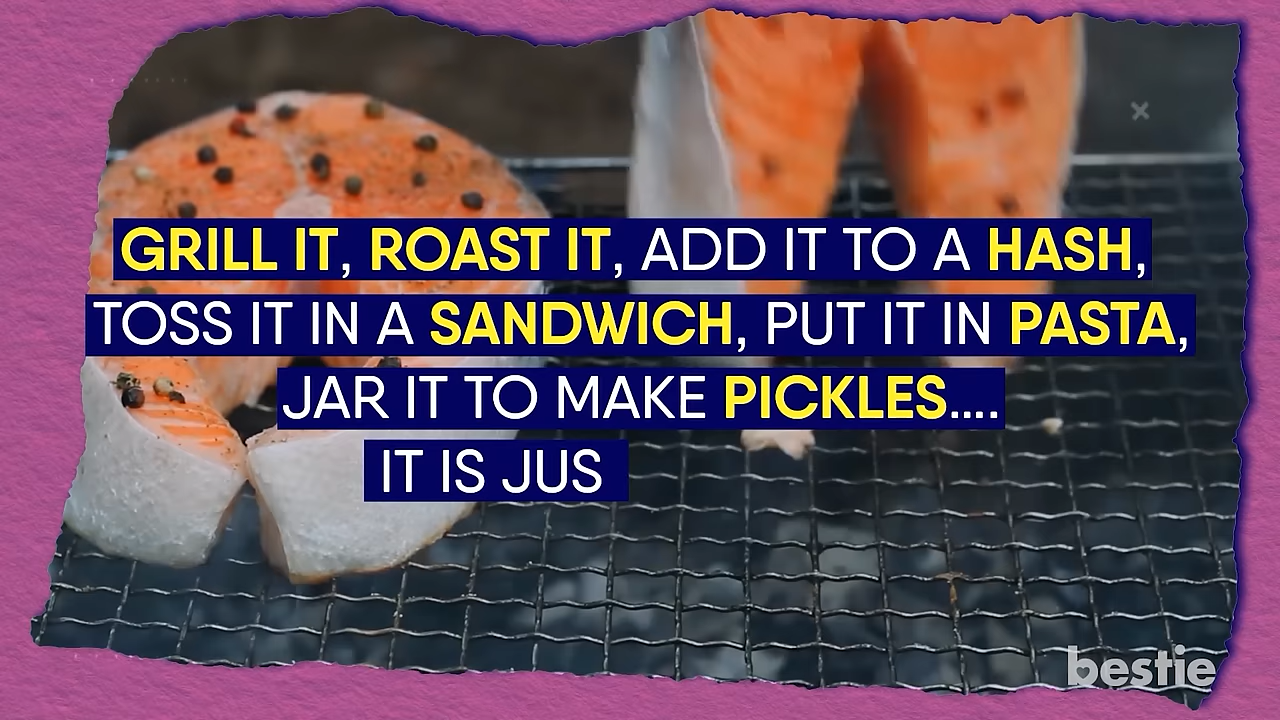 GRILL IT, ROAST IT, ADD IT TO A HASH,
TOSS IT IN A SANDWICH, PUT IT IN PASTA,
JAR IT TO MAKE PICKLES....
IT IS JUS
bestie